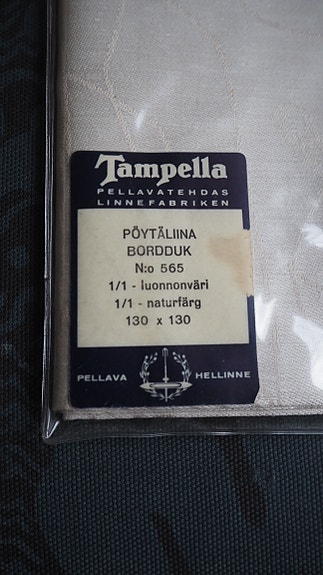 Tampella
PELLAVATEHDAS
LINNEFABRIKEN
PÖYTÄLIINA
BORDDUK
N:o 565
1/1 - luonnonväri
1/1 - naturfärg
130 x 130
PELLAVA HELLINNE